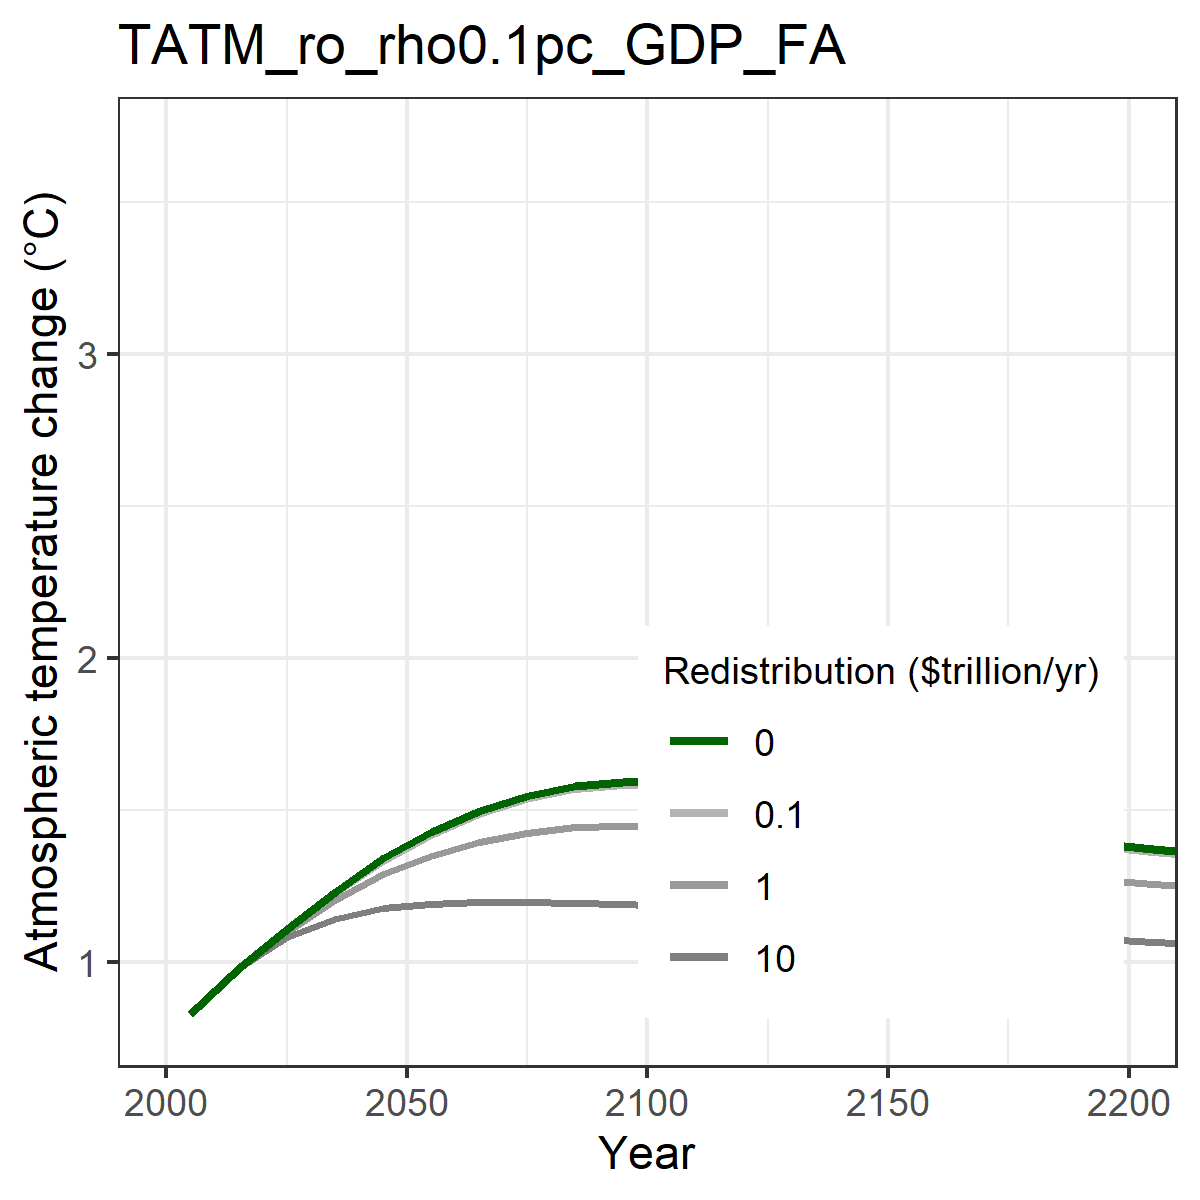 TATM_ro_rho0.1pc_GDP_FA
Atmospheric temperature change (°C)
3
2
1
Redistribution ($trillion/yr)
0
0.1
1
10
2000 2050 2100 2150 2200
Year